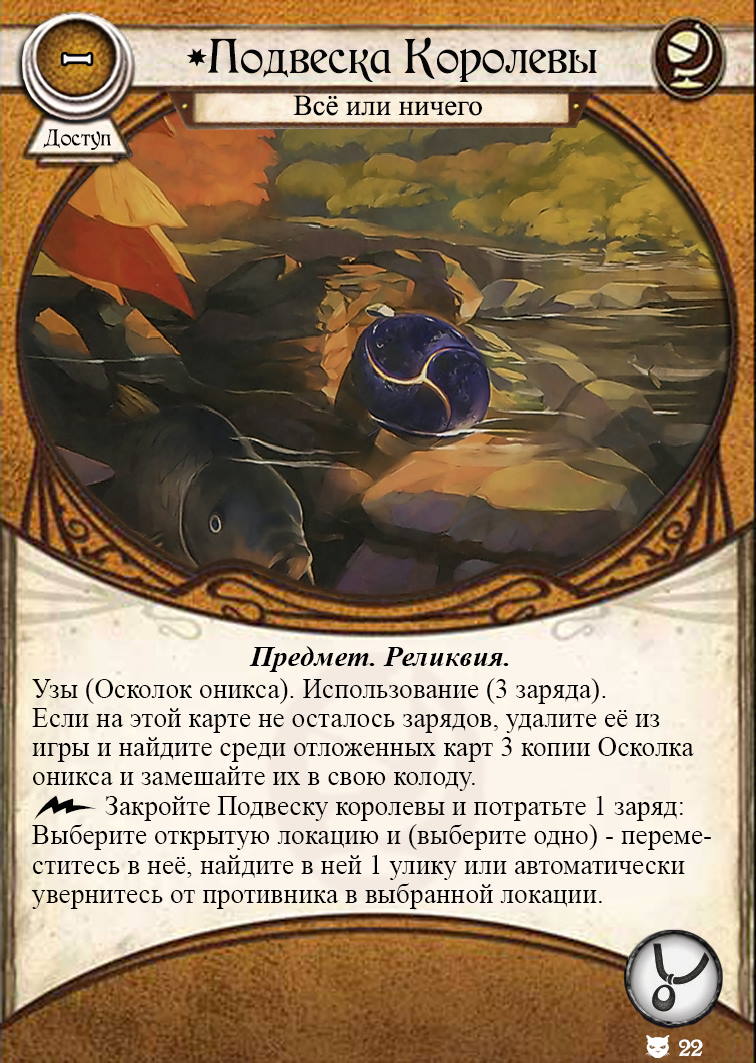 Подвеска Королевы
Всё или ничего
Доступ
Предмет. Реликвия.
Узы (Осколок оникса). Использование (3 заряда).
Если на этой карте не осталось зарядов, удалите её из
игры и найдите среди отложенных карт 3 копии Осколка
оникса и замешайте их в свою колоду.
Закройте Подвеску королевы и потратьте 1 заряд:
Выберите открытую локацию и (выберите одно) - переме-
ститесь в неё, найдите в ней 1 улику или автоматически
увернитесь от противника в выбранной локации.
22